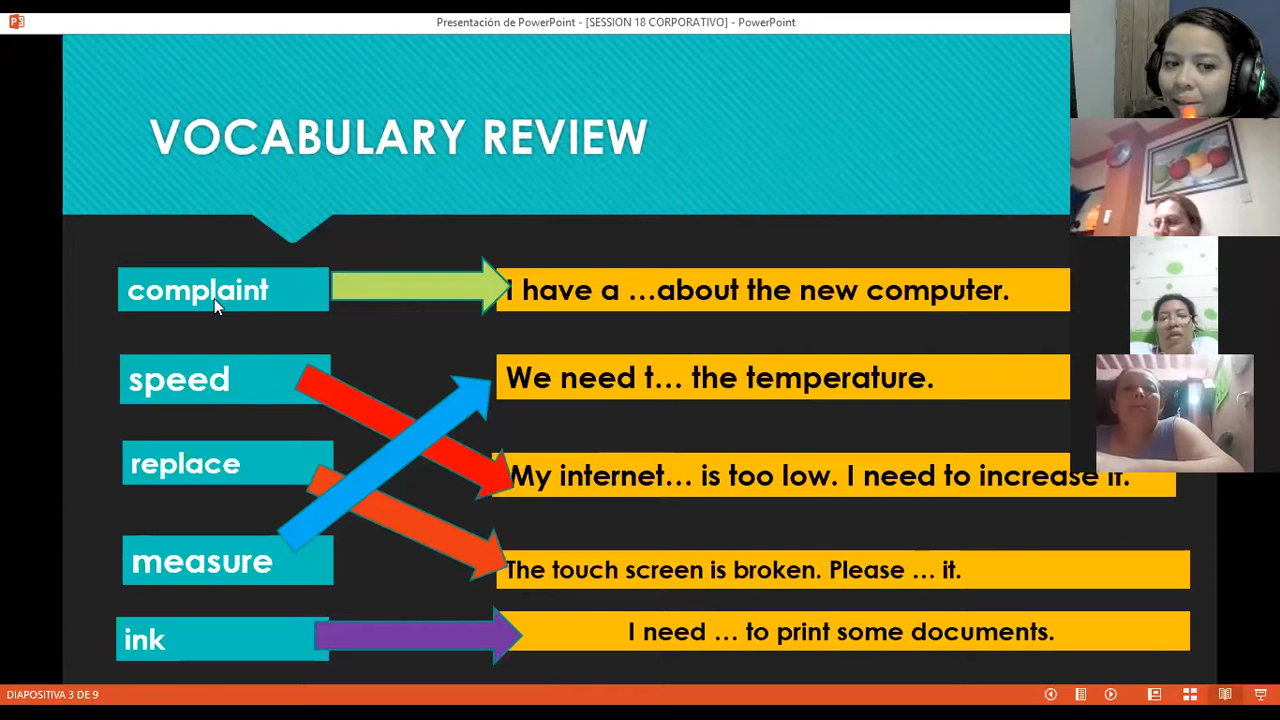 Presentación de PowerPoint - [SESSION 18 CORPORATIVO] - PowerPoint
VOCABULARY REVIEW
complaint
I have a ...about the new computer.
speed
We need t... the temperature.
replace
My internet... is too low. I need to increase it.
measure
The touch screen is broken. Please ... it.
ink
I need ... to print some documents.
DIAPOSITIVA 3 DE 9